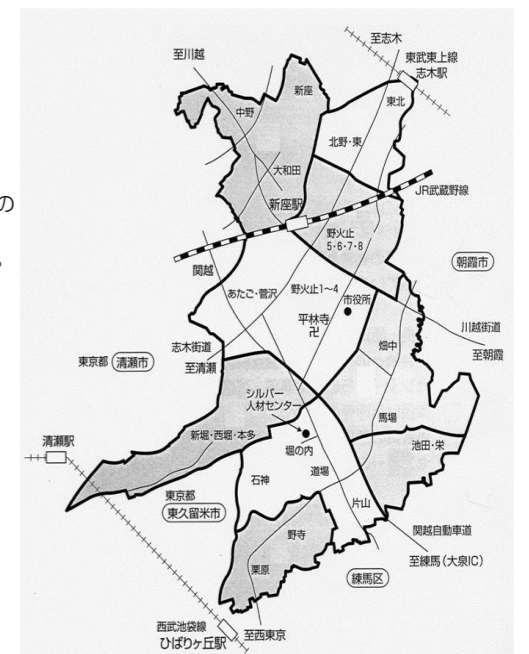 至川越
至志木
東武東上線
志木駅
新座
東北
中野
北野・東
大和田
JR武蔵野線
新座駅
の
野火止
5・6・7・8
。
関越
朝霞市
あたご・菅沢
野火止1〜4
市役所
平林寺
卍
川越街道
志木街道
畑中
至朝霞
東京都 清瀬市
至清瀬
シルバー
人材センター
馬場
新堀・西堀・本多
清瀬駅
堀の内
池田・栄
道場
石神
東京都
東久留米市
片山
関越自動車道
野寺
至練馬(大泉IC)
栗原
練馬区
西武池袋線
ひばりヶ丘駅
至西東京